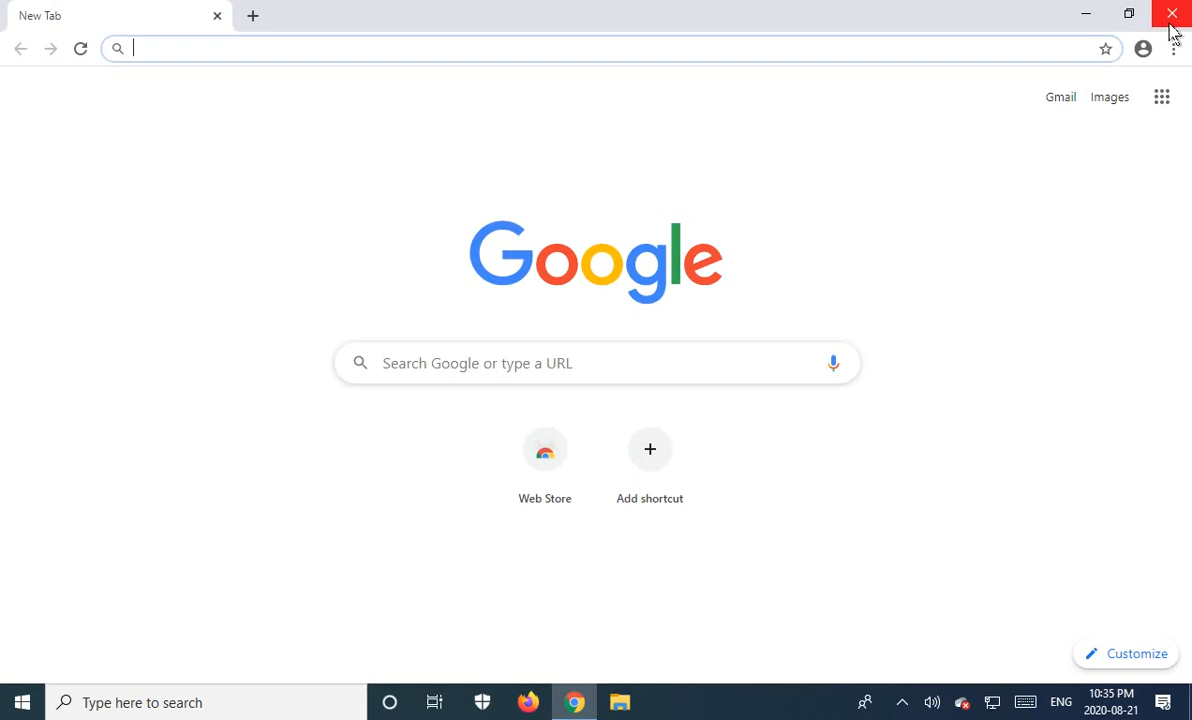 New Tab
Gmail Images
Google
Search Google or type a URL
Web Store Add shortcut
Customize
Type here to search
ENG
10:35 PM
2020-08-21